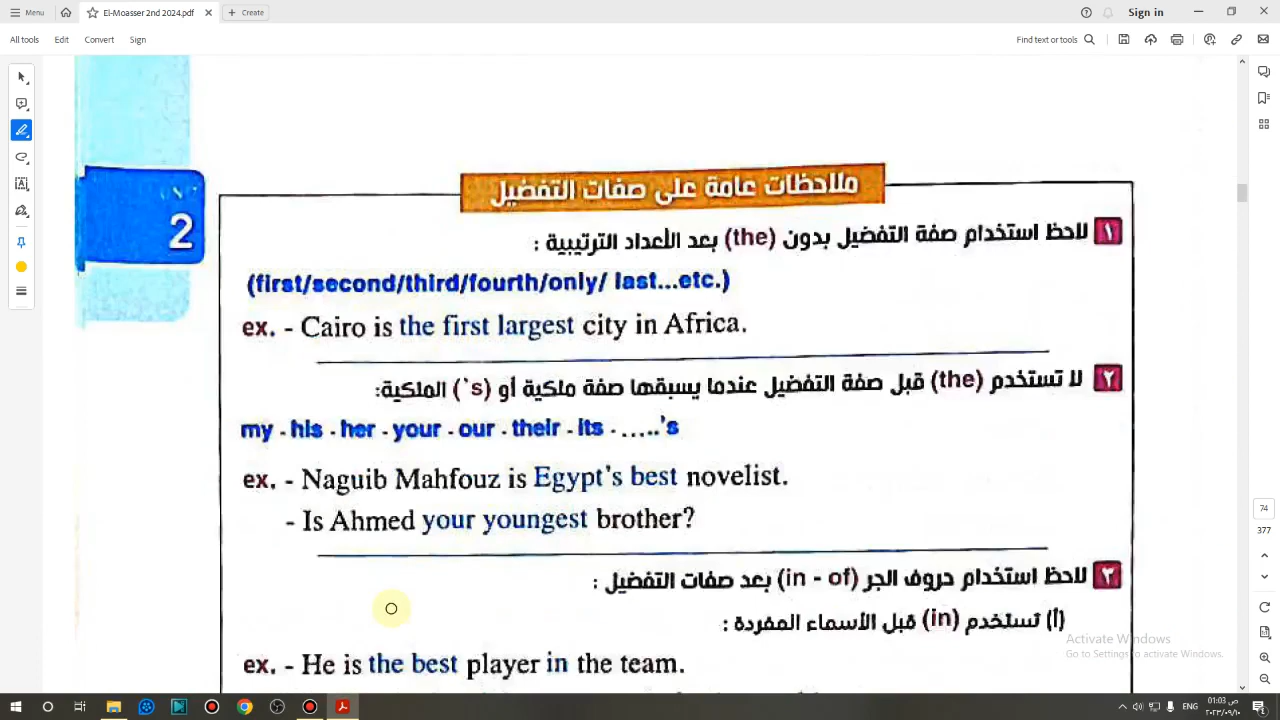 Menu
El-Moasser 2nd 2024.pdf
Create
Sign in
All tools
Edit
Convert
Sign
Find text or tools
2
ملاحظات عامة على صفات التفضيل
١ لاحظ استخدام صفة التفضيل بدون (the) بعد الأعداد الترتيبية :
(first/second/third/fourth/only/ last...etc.)
ex. - Cairo is the first largest city in Africa.
٢ لا تستخدم (the) قبل صفة التفضيل عندما يسبقها صفة ملكية أو ('s) الملكية:
my - his - her - your - our - their - its - .....'s
ex. - Naguib Mahfouz is Egypt's best novelist.
- Is Ahmed your youngest brother?
٣ لاحظ استخدام حروف الجر (in - of) بعد صفات التفضيل :
(أ) تستخدم (in) قبل الأسماء المفردة :
ex. - He is the best player in the team.
74
377
Activate Windows
Go to Settings to activate Windows.
ENG
01:03 ص